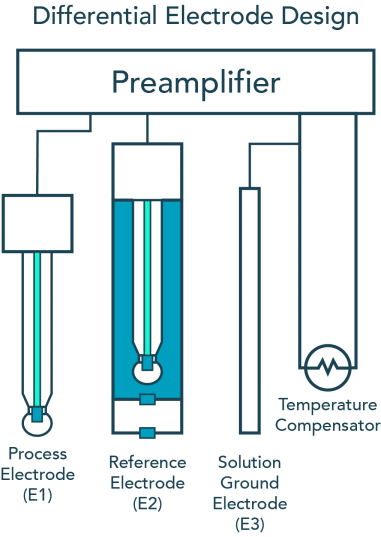 Differential Electrode Design
Preamplifier
Process
Electrode
(E1)
Reference
Electrode
(E2)
Solution
Ground
Electrode
(E3)
Temperature
Compensator